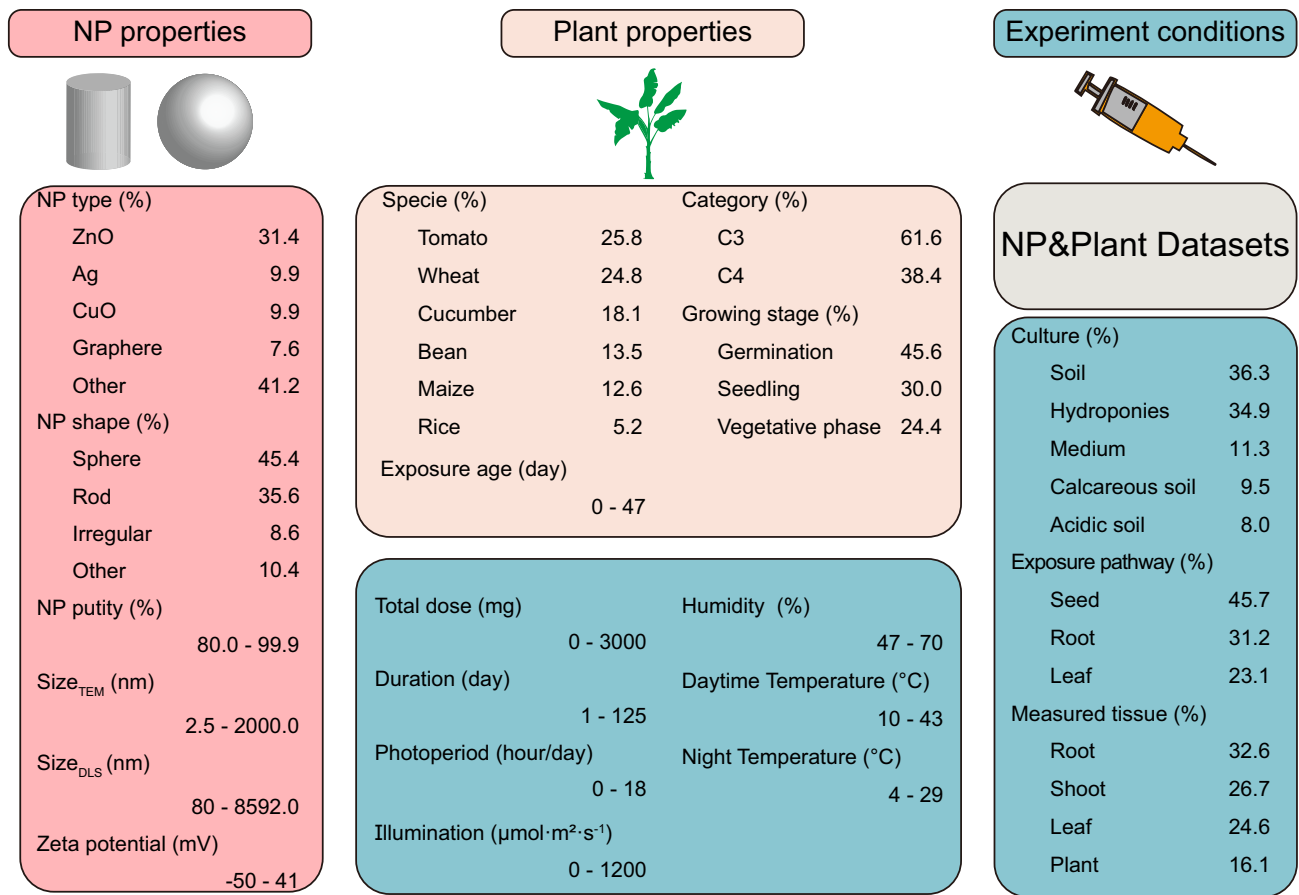 NP properties
Plant properties
Experiment conditions
NP type (%)
ZnO 31.4
Ag 9.9
CuO 9.9
Graphere 7.6
Other 41.2
NP shape (%)
Sphere 45.4
Rod 35.6
Irregular 8.6
Other 10.4
NP putity (%)
80.0 - 99.9
SizeTEM (nm)
2.5 - 2000.0
SizeDLS (nm)
80 - 8592.0
Zeta potential (mV)
-50 - 41
Specie (%)
Tomato 25.8
Wheat 24.8
Cucumber 18.1
Bean 13.5
Maize 12.6
Rice 5.2
Exposure age (day)
0 - 47
Category (%)
C3 61.6
C4 38.4
Growing stage (%)
Germination 45.6
Seedling 30.0
Vegetative phase 24.4
Total dose (mg)
0 - 3000
Duration (day)
1 - 125
Photoperiod (hour/day)
0 - 18
Illumination (μmol·m²·s⁻¹)
0 - 1200
Humidity (%)
47 - 70
Daytime Temperature (°C)
10 - 43
Night Temperature (°C)
4 - 29
NP&Plant Datasets
Culture (%)
Soil 36.3
Hydroponies 34.9
Medium 11.3
Calcareous soil 9.5
Acidic soil 8.0
Exposure pathway (%)
Seed 45.7
Root 31.2
Leaf 23.1
Measured tissue (%)
Root 32.6
Shoot 26.7
Leaf 24.6
Plant 16.1